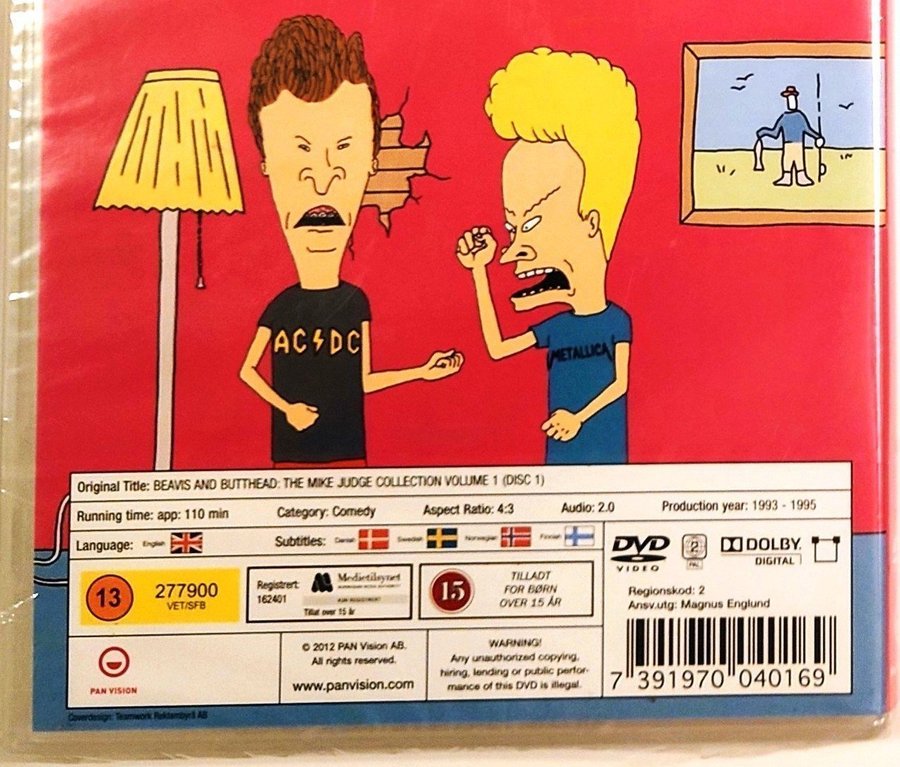 AC DC
METALLICA
Original Title: BEAVIS AND BUTTHEAD: THE MIKE JUDGE COLLECTION VOLUME 1 (DISC 1)
Running time: app: 110 min Category: Comedy Aspect Ratio: 4:3 Audio: 2.0 Production year: 1993 - 1995
Language: English Subtitles: Danish Swedish Norwegian Finnish
DVD VIDEO 2 PAL DOLBY DIGITAL
Regionskod: 2
Ansv.utg: Magnus Englund
13 277900 VET/SFB
Registrert 162401 Medietilsynet
Tillat over 15 år
15 TILLADT FOR BØRN OVER 15 ÅR
PAN VISION
© 2012 PAN Vision AB.
All rights reserved.
www.panvision.com
WARNING!
Any unauthorized copying,
hiring, lending or public perfor-
mance of this DVD is illegal.
7 391970 040169
Coverdesign: Teamwork Reklambyrå AB